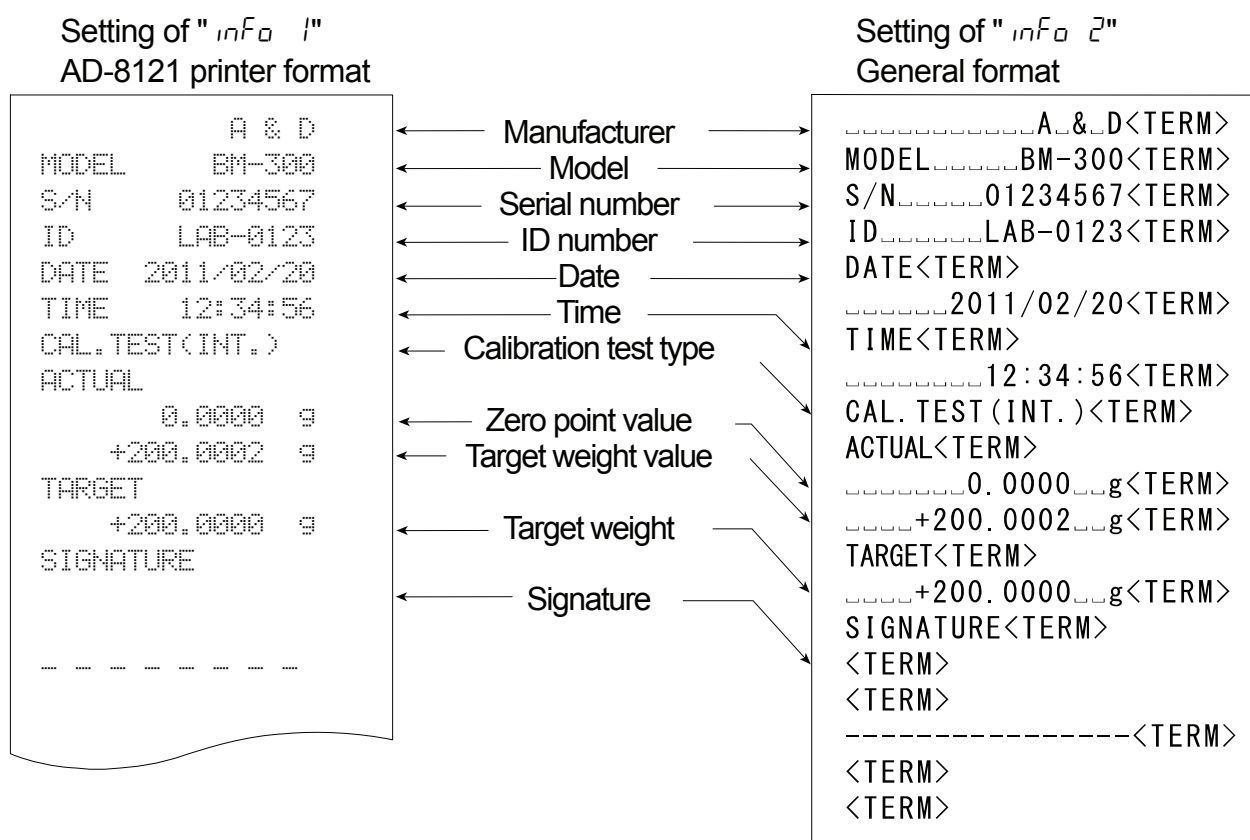 Setting of "info 1"
AD-8121 printer format
A & D
MODEL BM-300
S/N 01234567
ID LAB-0123
DATE 2011/02/20
TIME 12:34:56
CAL.TEST(INT.)
ACTUAL
0.0000 g
+200.0002 g
TARGET
+200.0000 g
SIGNATURE
_ _ _ _ _ _ _ _
Manufacturer
Model
Serial number
ID number
Date
Time
Calibration test type
Zero point value
Target weight value
Target weight
Signature
Setting of "info 2"
General format
␣␣␣␣␣␣␣␣␣␣␣A␣&␣D<TERM>
MODEL␣␣␣␣␣BM-300<TERM>
S/N␣␣␣␣␣01234567<TERM>
ID␣␣␣␣␣␣LAB-0123<TERM>
DATE<TERM>
␣␣␣␣␣␣2011/02/20<TERM>
TIME<TERM>
␣␣␣␣␣␣␣␣12:34:56<TERM>
CAL.TEST(INT.)<TERM>
ACTUAL<TERM>
␣␣␣␣␣␣␣0.0000␣␣g<TERM>
␣␣␣␣+200.0002␣␣g<TERM>
TARGET<TERM>
␣␣␣␣+200.0000␣␣g<TERM>
SIGNATURE<TERM>
<TERM>
<TERM>
----------------<TERM>
<TERM>
<TERM>